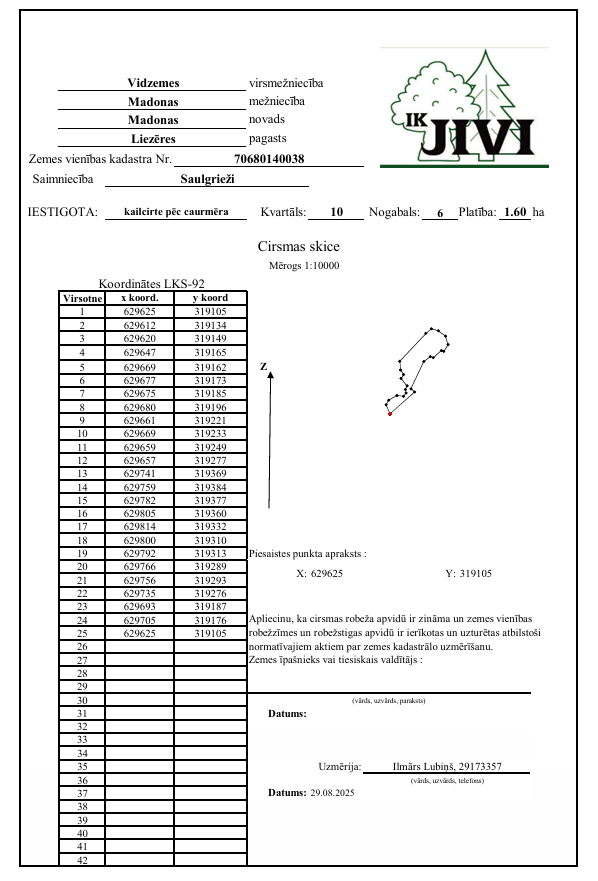 Vidzemes virsmežniecība
Madonas mežniecība
Madonas novads
Liezēres pagasts
IK JIVI
Zemes vienības kadastra Nr. 70680140038
Saimniecība Saulgrieži
IESTIGOTA: kailcirte pēc caurmēra Kvartāls: 10 Nogabals: 6 Platība: 1.60 ha
Cirsmas skice
Mērogs 1:10000
Koordinātes LKS-92
Virsotne x koord. y koord
1 629625 319105
2 629612 319134
3 629620 319149
4 629647 319165
5 629669 319162
6 629677 319173
7 629675 319185
8 629680 319196
9 629661 319221
10 629669 319233
11 629659 319249
12 629657 319277
13 629741 319369
14 629759 319384
15 629782 319377
16 629805 319360
17 629814 319332
18 629800 319310
19 629792 319313
20 629766 319289
21 629756 319293
22 629735 319276
23 629693 319187
24 629705 319176
25 629625 319105
26
27
28
29
30
31
32
33
34
35
36
37
38
39
40
41
42
Z
Piesaistes punkta apraksts :
X: 629625 Y: 319105
Apliecinu, ka cirsmas robeža apvidū ir zināma un zemes vienības
robežzīmes un robežstigas apvidū ir ierīkotas un uzturētas atbilstoši
normatīvajiem aktiem par zemes kadastrālo uzmērīšanu.
Zemes īpašnieks vai tiesiskais valdītājs :
(vārds, uzvārds, paraksts)
Datums:
Uzmērīja: Ilmārs Lubiņš, 29173357
(vārds, uzvārds, telefons)
Datums: 29.08.2025